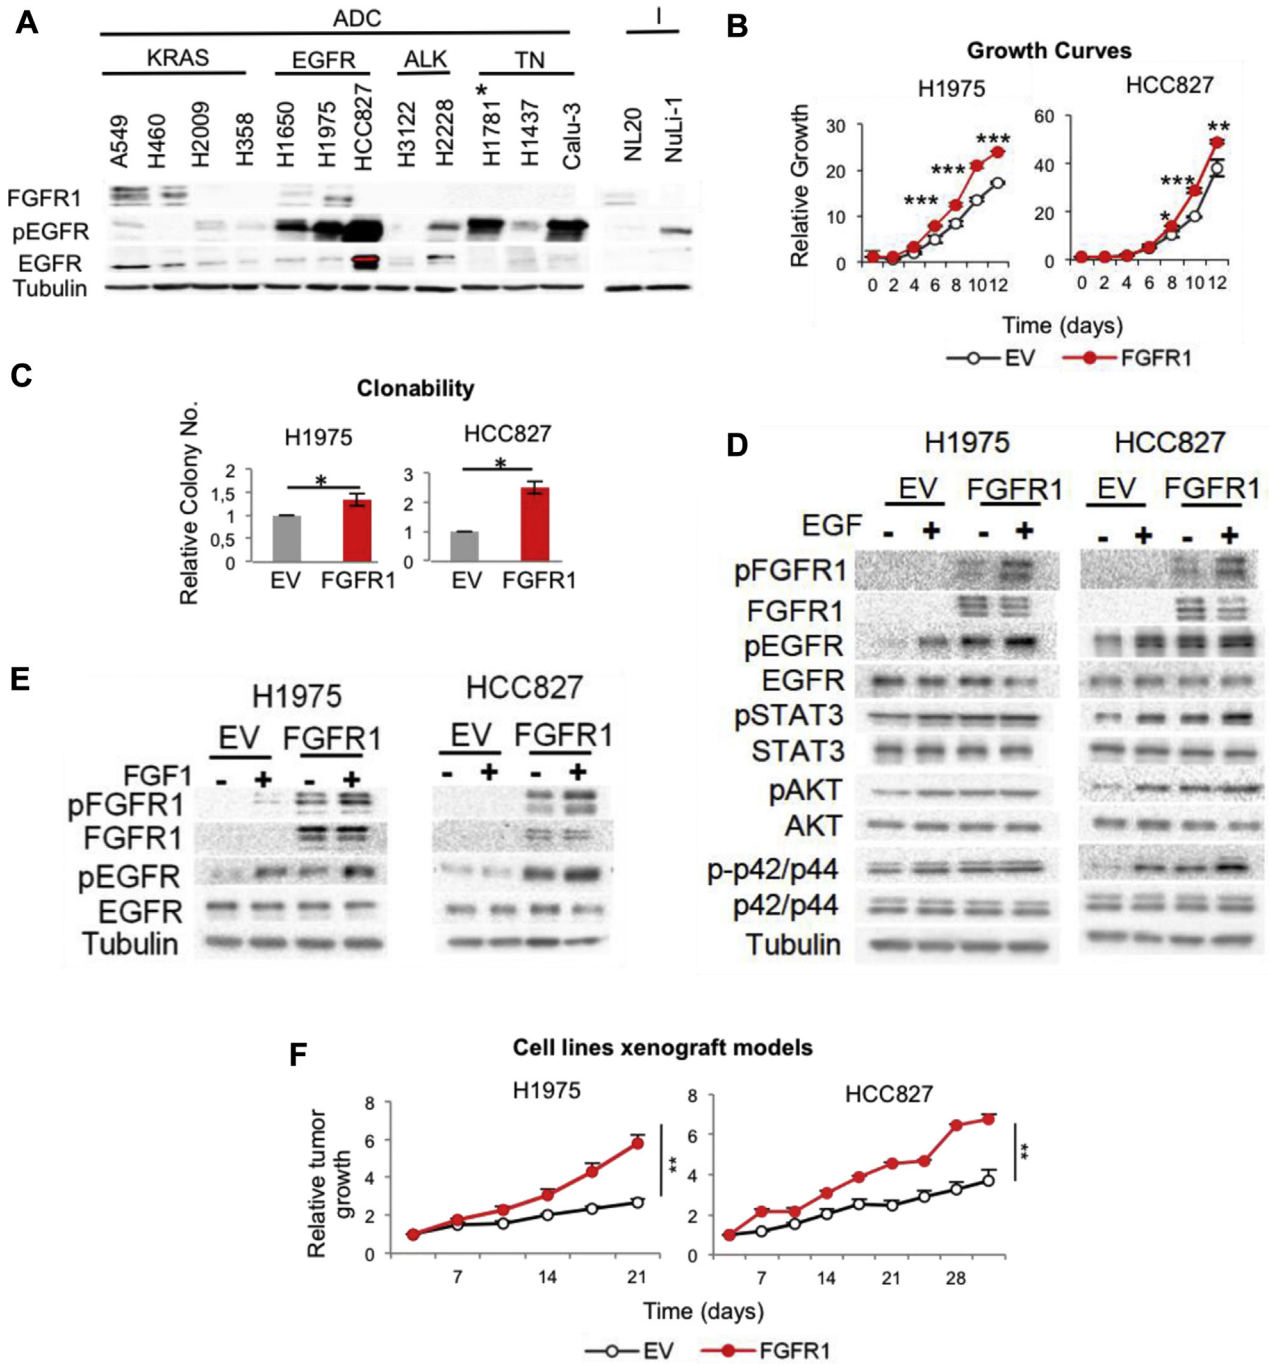 A
ADC
I
KRAS
EGFR
ALK
TN
*
A549
H460
H2009
H358
H1650
H1975
HCC827
H3122
H2228
H1781
H1437
Calu-3
NL20
NuLi-1
FGFR1
pEGFR
EGFR
Tubulin
B
Growth Curves
H1975
HCC827
Relative Growth
30
20
10
0
*** *** ***
0 2 4 6 8 10 12
60
40
20
0
* *** **
0 2 4 6 8 10 12
Time (days)
EV FGFR1
C
Clonability
H1975
HCC827
Relative Colony No.
2
1,5
1
0,5
0
*
EV FGFR1
3
2
1
0
*
EV FGFR1
D
H1975 HCC827
EV FGFR1 EV FGFR1
EGF - + - + - + - +
pFGFR1
FGFR1
pEGFR
EGFR
pSTAT3
STAT3
pAKT
AKT
p-p42/p44
p42/p44
Tubulin
E
H1975 HCC827
EV FGFR1 EV FGFR1
FGF1 - + - + - + - +
pFGFR1
FGFR1
pEGFR
EGFR
Tubulin
F
Cell lines xenograft models
H1975
HCC827
Relative tumor
growth
8
6
4
2
0
**
7 14 21
8
6
4
2
0
**
7 14 21 28
Time (days)
EV FGFR1